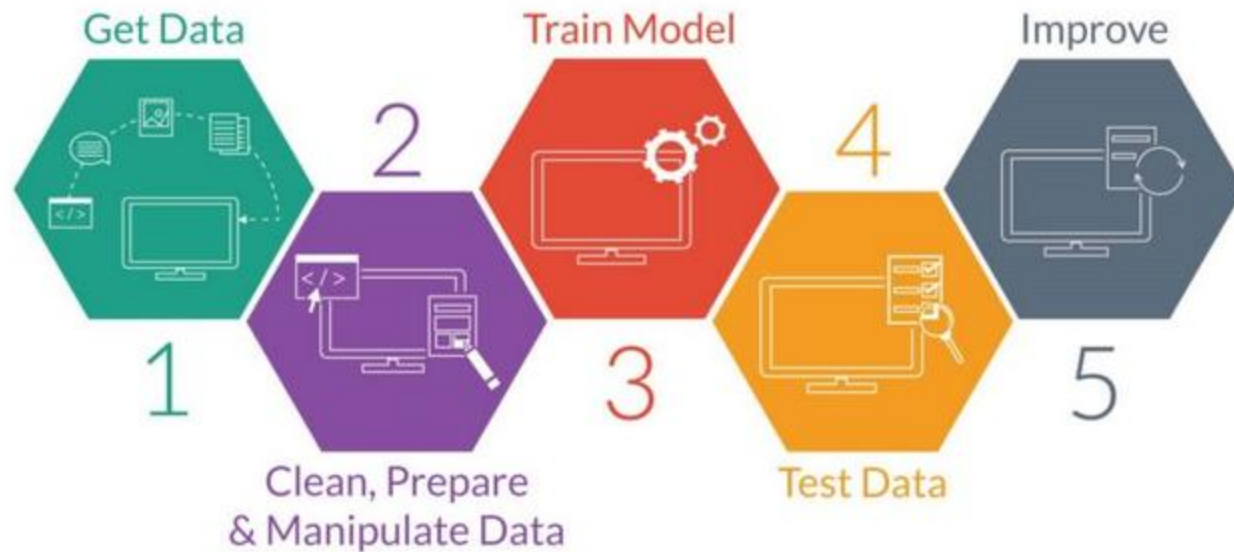 Get Data
1
2
Clean, Prepare
& Manipulate Data
Train Model
3
4
Test Data
Improve
5
</>
</>